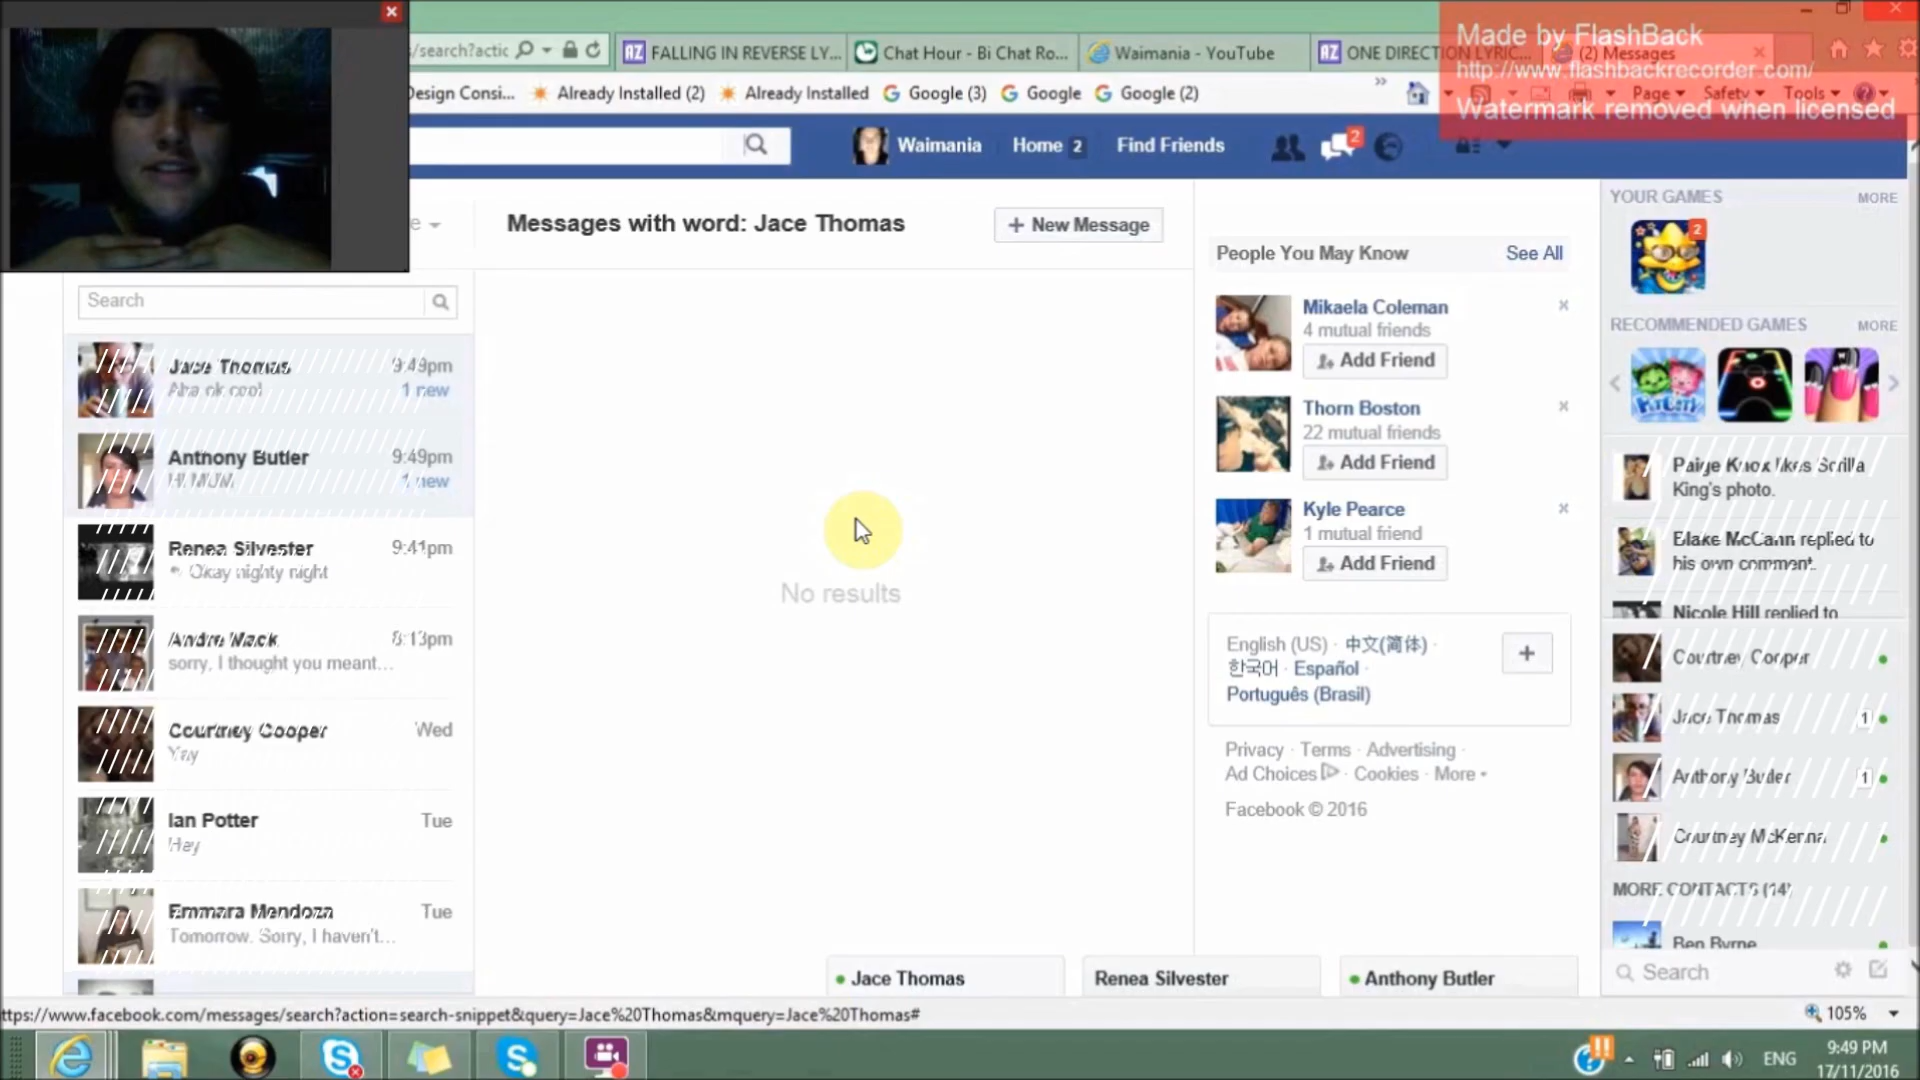 /search?actic
FALLING IN REVERSE LY...
Chat Hour - Bi Chat Ro...
Waimania - YouTube
ONE DIRECTION LYRIC...
(2) Messages
Made by FlashBack
http://www.flashbackrecorder.com/
Watermark removed when licensed
Design Consi...
Already Installed (2)
Already Installed
Google (3)
Google
Google (2)
Page
Safety
Tools
Waimania
Home 2
Find Friends
2
Messages with word: Jace Thomas
+ New Message
Search
Jace Thomas 9:49pm
Aha ok cool 1 new
Anthony Butler 9:49pm
1 new
Renea Silvester 9:41pm
Okay nighty night
Andre Mack 8:13pm
sorry, I thought you meant...
Courtney Cooper Wed
Yay
Ian Potter Tue
Hey
Emmara Mendoza Tue
Tomorrow. Sorry, I haven't...
No results
People You May Know See All
Mikaela Coleman
4 mutual friends
Add Friend
Thorn Boston
22 mutual friends
Add Friend
Kyle Pearce
1 mutual friend
Add Friend
English (US) · 中文(简体) ·
한국어 · Español ·
Português (Brasil)
Privacy · Terms · Advertising ·
Ad Choices · Cookies · More
Facebook © 2016
YOUR GAMES MORE
2
RECOMMENDED GAMES MORE
PET CITY
Paige Knox likes Scrilla
King's photo.
Blake McCann replied to
his own comment.
Nicole Hill replied to
Courtney Cooper
Jace Thomas 1
Anthony Butler 1
Courtney McKenna
MORE CONTACTS (14)
Ben Byrne
Search
Jace Thomas
Renea Silvester
Anthony Butler
ttps://www.facebook.com/messages/search?action=search-snippet&query=Jace%20Thomas&mquery=Jace%20Thomas#
105%
ENG
9:49 PM
17/11/2016